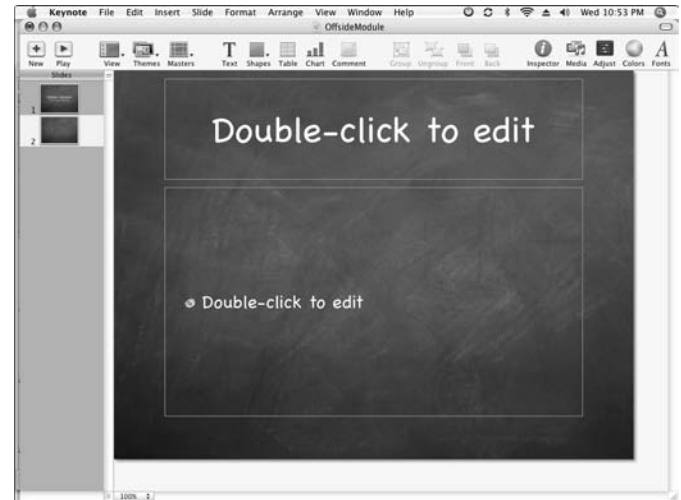 Keynote File Edit Insert Slide Format Arrange View Window Help Wed 10:53 PM
OffsideModule
New Play View Themes Masters Text Shapes Table Chart Comment Group Ungroup Front Back Inspector Media Adjust Colors Fonts
Slides
1
2
Double-click to edit
Double-click to edit
100%